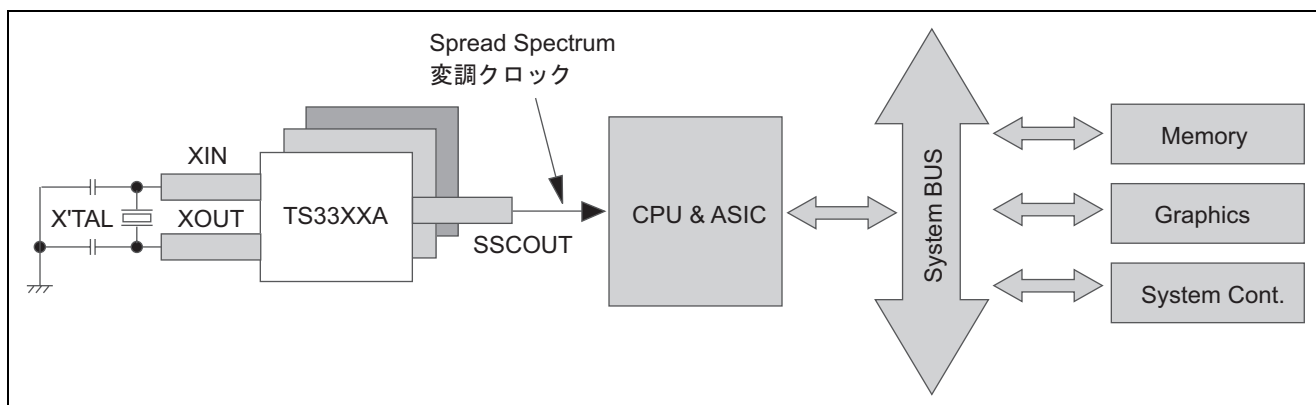 Spread Spectrum
変調クロック
XIN
X'TAL
XOUT
TS33XXA
SSCOUT
CPU & ASIC
System BUS
Memory
Graphics
System Cont.